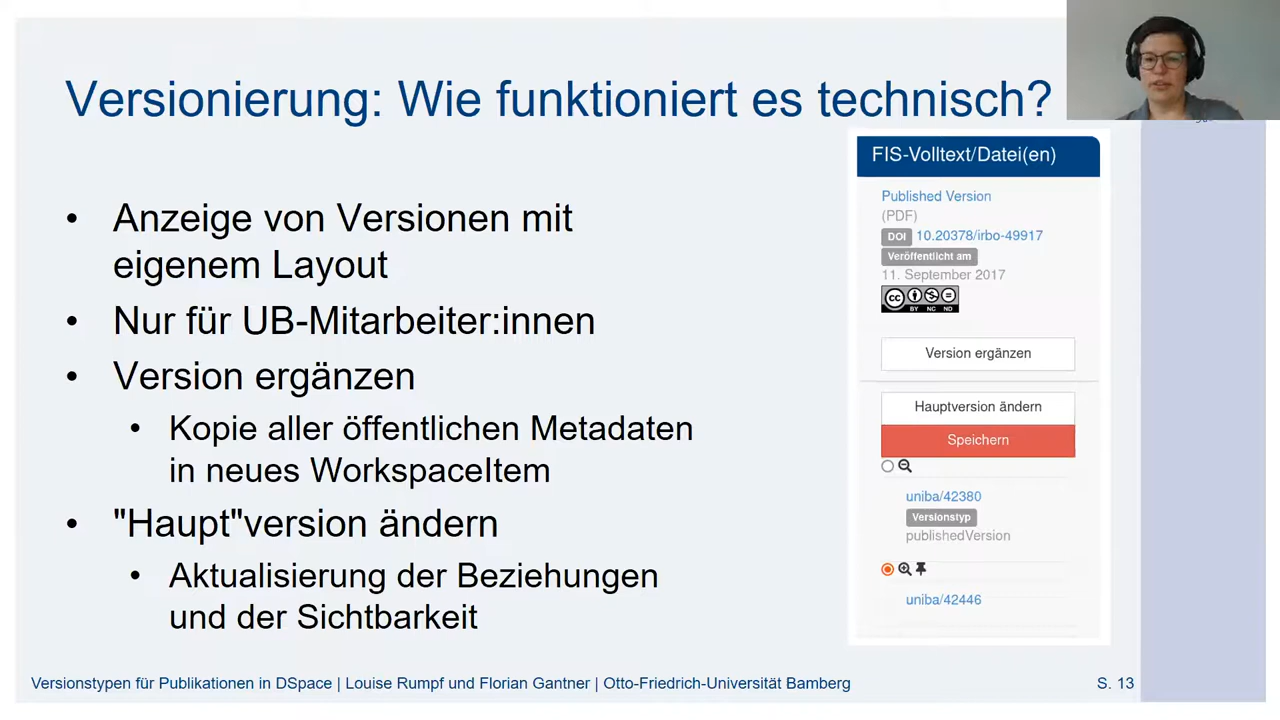 Versionierung: Wie funktioniert es technisch?
• Anzeige von Versionen mit
eigenem Layout
• Nur für UB-Mitarbeiter:innen
• Version ergänzen
• Kopie aller öffentlichen Metadaten
in neues WorkspaceItem
• "Haupt"version ändern
• Aktualisierung der Beziehungen
und der Sichtbarkeit
FIS-Volltext/Datei(en)
Published Version
(PDF)
DOI 10.20378/irbo-49917
Veröffentlicht am
11. September 2017
CC BY NC ND
Version ergänzen
Hauptversion ändern
Speichern
uniba/42380
Versionstyp
publishedVersion
uniba/42446
Versionstypen für Publikationen in DSpace | Louise Rumpf und Florian Gantner | Otto-Friedrich-Universität Bamberg
S. 13